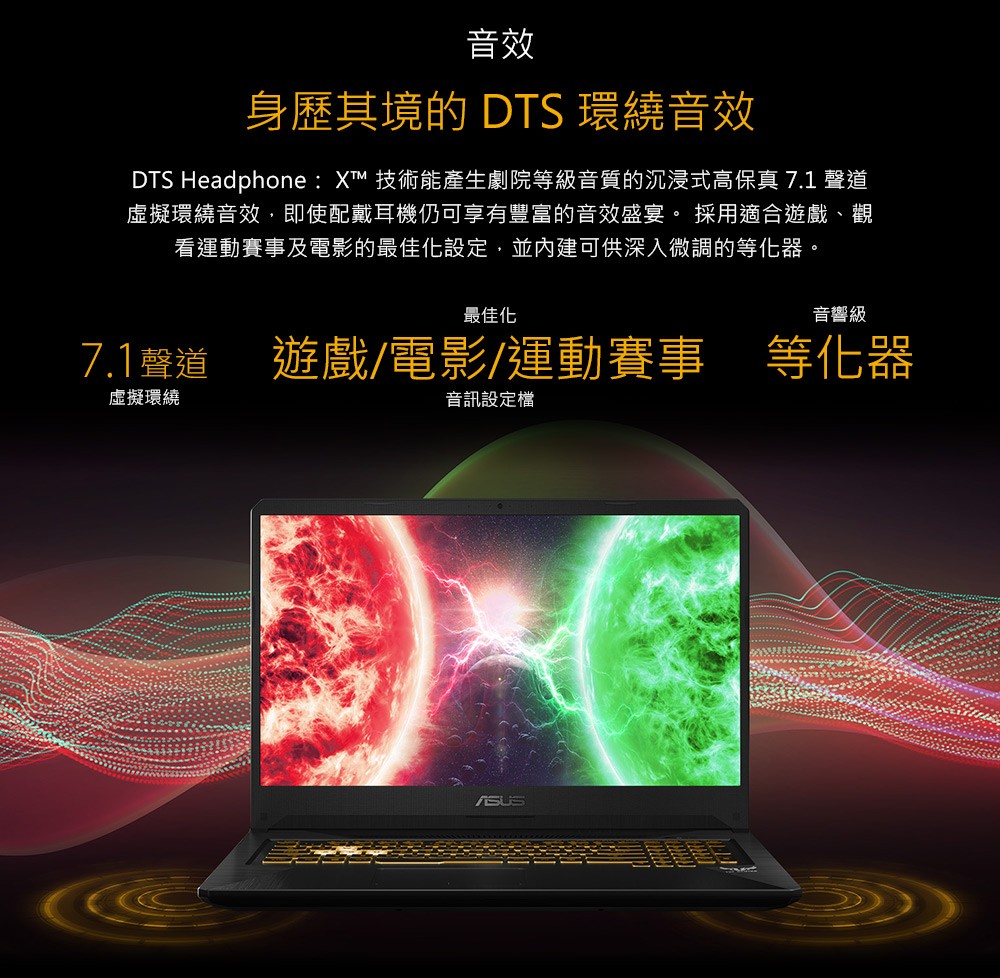 音效
身歷其境的 DTS 環繞音效
DTS Headphone： X™ 技術能產生劇院等級音質的沉浸式高保真 7.1 聲道
虛擬環繞音效，即使配戴耳機仍可享有豐富的音效盛宴。 採用適合遊戲、觀
看運動賽事及電影的最佳化設定，並內建可供深入微調的等化器。
7.1聲道
虛擬環繞
最佳化
遊戲/電影/運動賽事
音訊設定檔
音響級
等化器
ASUS